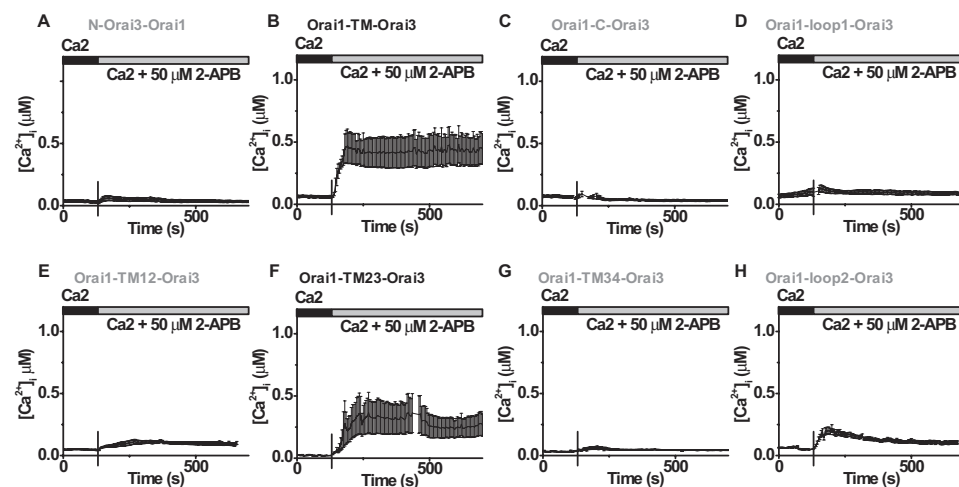 A N-Orai3-Orai1
Ca2
Ca2 + 50 μM 2-APB
1.0
0.5
0.0
[Ca²⁺]ᵢ (μM)
0 500
Time (s)
B Orai1-TM-Orai3
Ca2
Ca2 + 50 μM 2-APB
1.0
0.5
0.0
[Ca²⁺]ᵢ (μM)
0 500
Time (s)
C Orai1-C-Orai3
Ca2
Ca2 + 50 μM 2-APB
1.0
0.5
0.0
[Ca²⁺]ᵢ (μM)
0 500
Time (s)
D Orai1-loop1-Orai3
Ca2
Ca2 + 50 μM 2-APB
1.0
0.5
0.0
[Ca²⁺]ᵢ (μM)
0 500
Time (s)
E Orai1-TM12-Orai3
Ca2
Ca2 + 50 μM 2-APB
1.0
0.5
0.0
[Ca²⁺]ᵢ (μM)
0 500
Time (s)
F Orai1-TM23-Orai3
Ca2
Ca2 + 50 μM 2-APB
1.0
0.5
0.0
[Ca²⁺]ᵢ (μM)
0 500
Time (s)
G Orai1-TM34-Orai3
Ca2
Ca2 + 50 μM 2-APB
1.0
0.5
0.0
[Ca²⁺]ᵢ (μM)
0 500
Time (s)
H Orai1-loop2-Orai3
Ca2
Ca2 + 50 μM 2-APB
1.0
0.5
0.0
[Ca²⁺]ᵢ (μM)
0 500
Time (s)